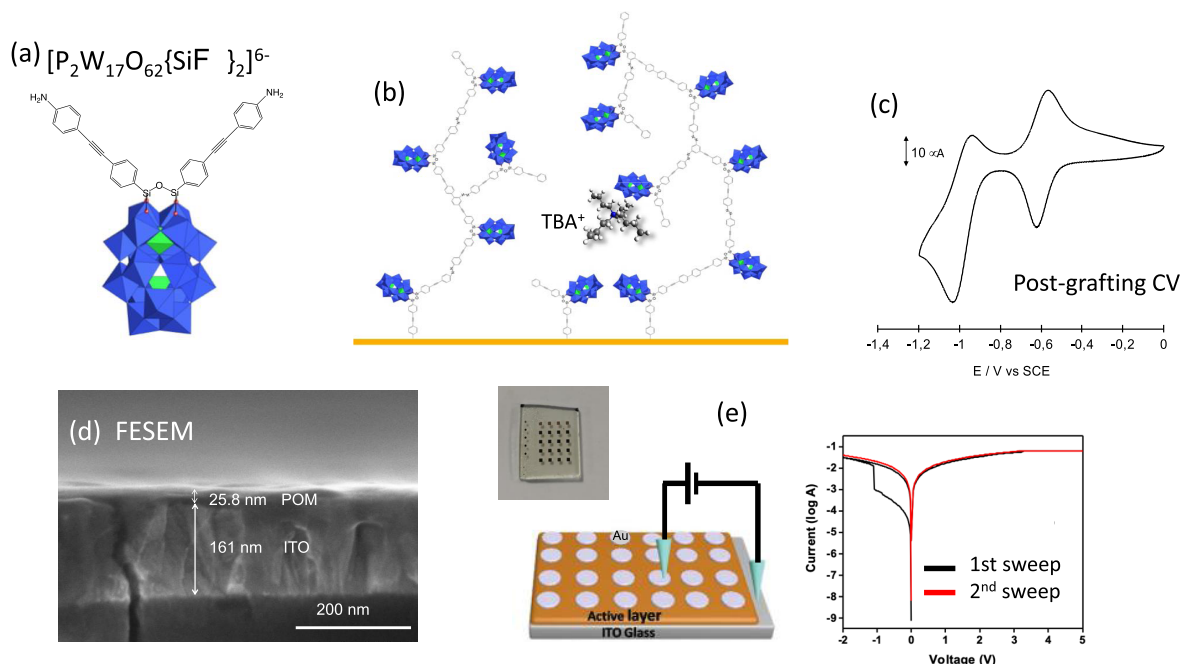 (a) [P₂W₁₇O₆₂{SiF }₂]⁶⁻
H₂N
NH₂
Si O Si
(b)
TBA⁺
(c)
10 ∝A
Post-grafting CV
-1,4 -1,2 -1 -0,8 -0,6 -0,4 -0,2 0
E / V vs SCE
(d) FESEM
25.8 nm POM
161 nm ITO
200 nm
(e)
Au
Active layer
ITO Glass
Current (log A)
-1
-2
-3
-4
-5
-6
-7
-8
-9
1st sweep
2ⁿᵈ sweep
-2 -1 0 1 2 3 4 5
Voltage (V)